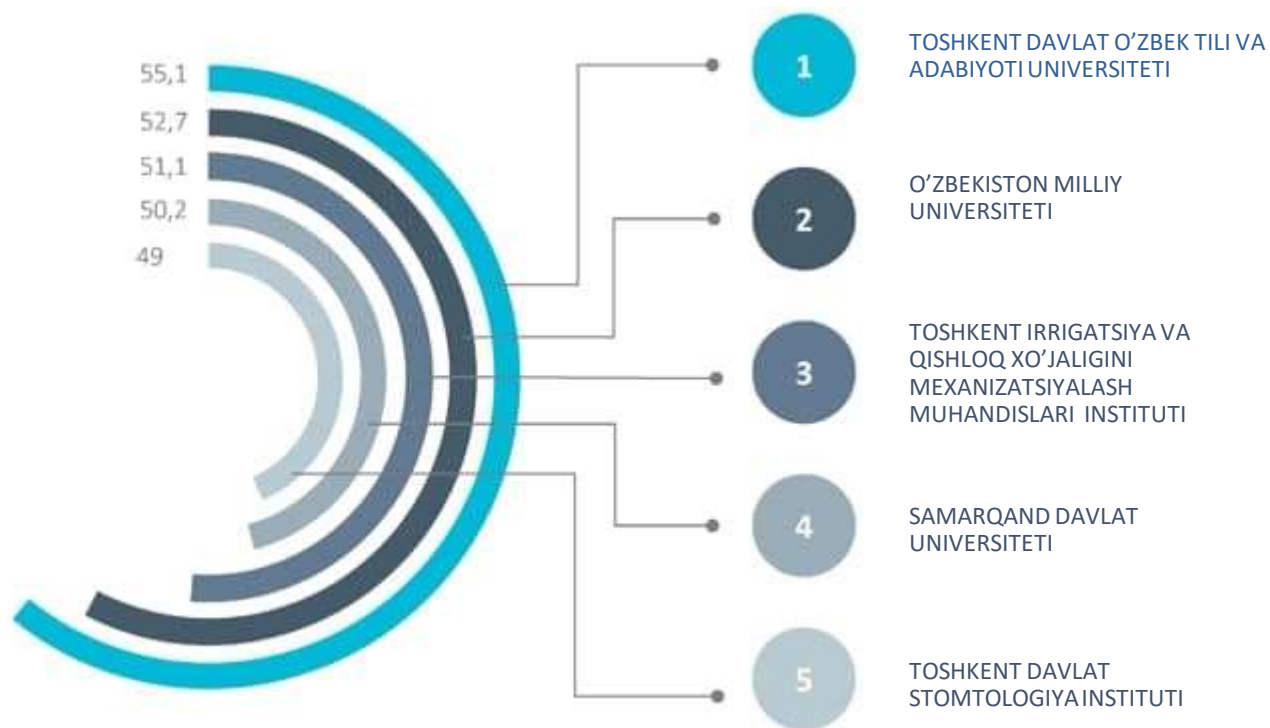 55,1
52,7
51,1
50,2
49
1
TOSHKENT DAVLAT O’ZBEK TILI VA
ADABIYOTI UNIVERSITETI
2
O’ZBEKISTON MILLIY
UNIVERSITETI
3
TOSHKENT IRRIGATSIYA VA
QISHLOQ XO’JALIGINI
MEXANIZATSIYALASH
MUHANDISLARI INSTITUTI
4
SAMARQAND DAVLAT
UNIVERSITETI
5
TOSHKENT DAVLAT
STOMTOLOGIYA INSTITUTI